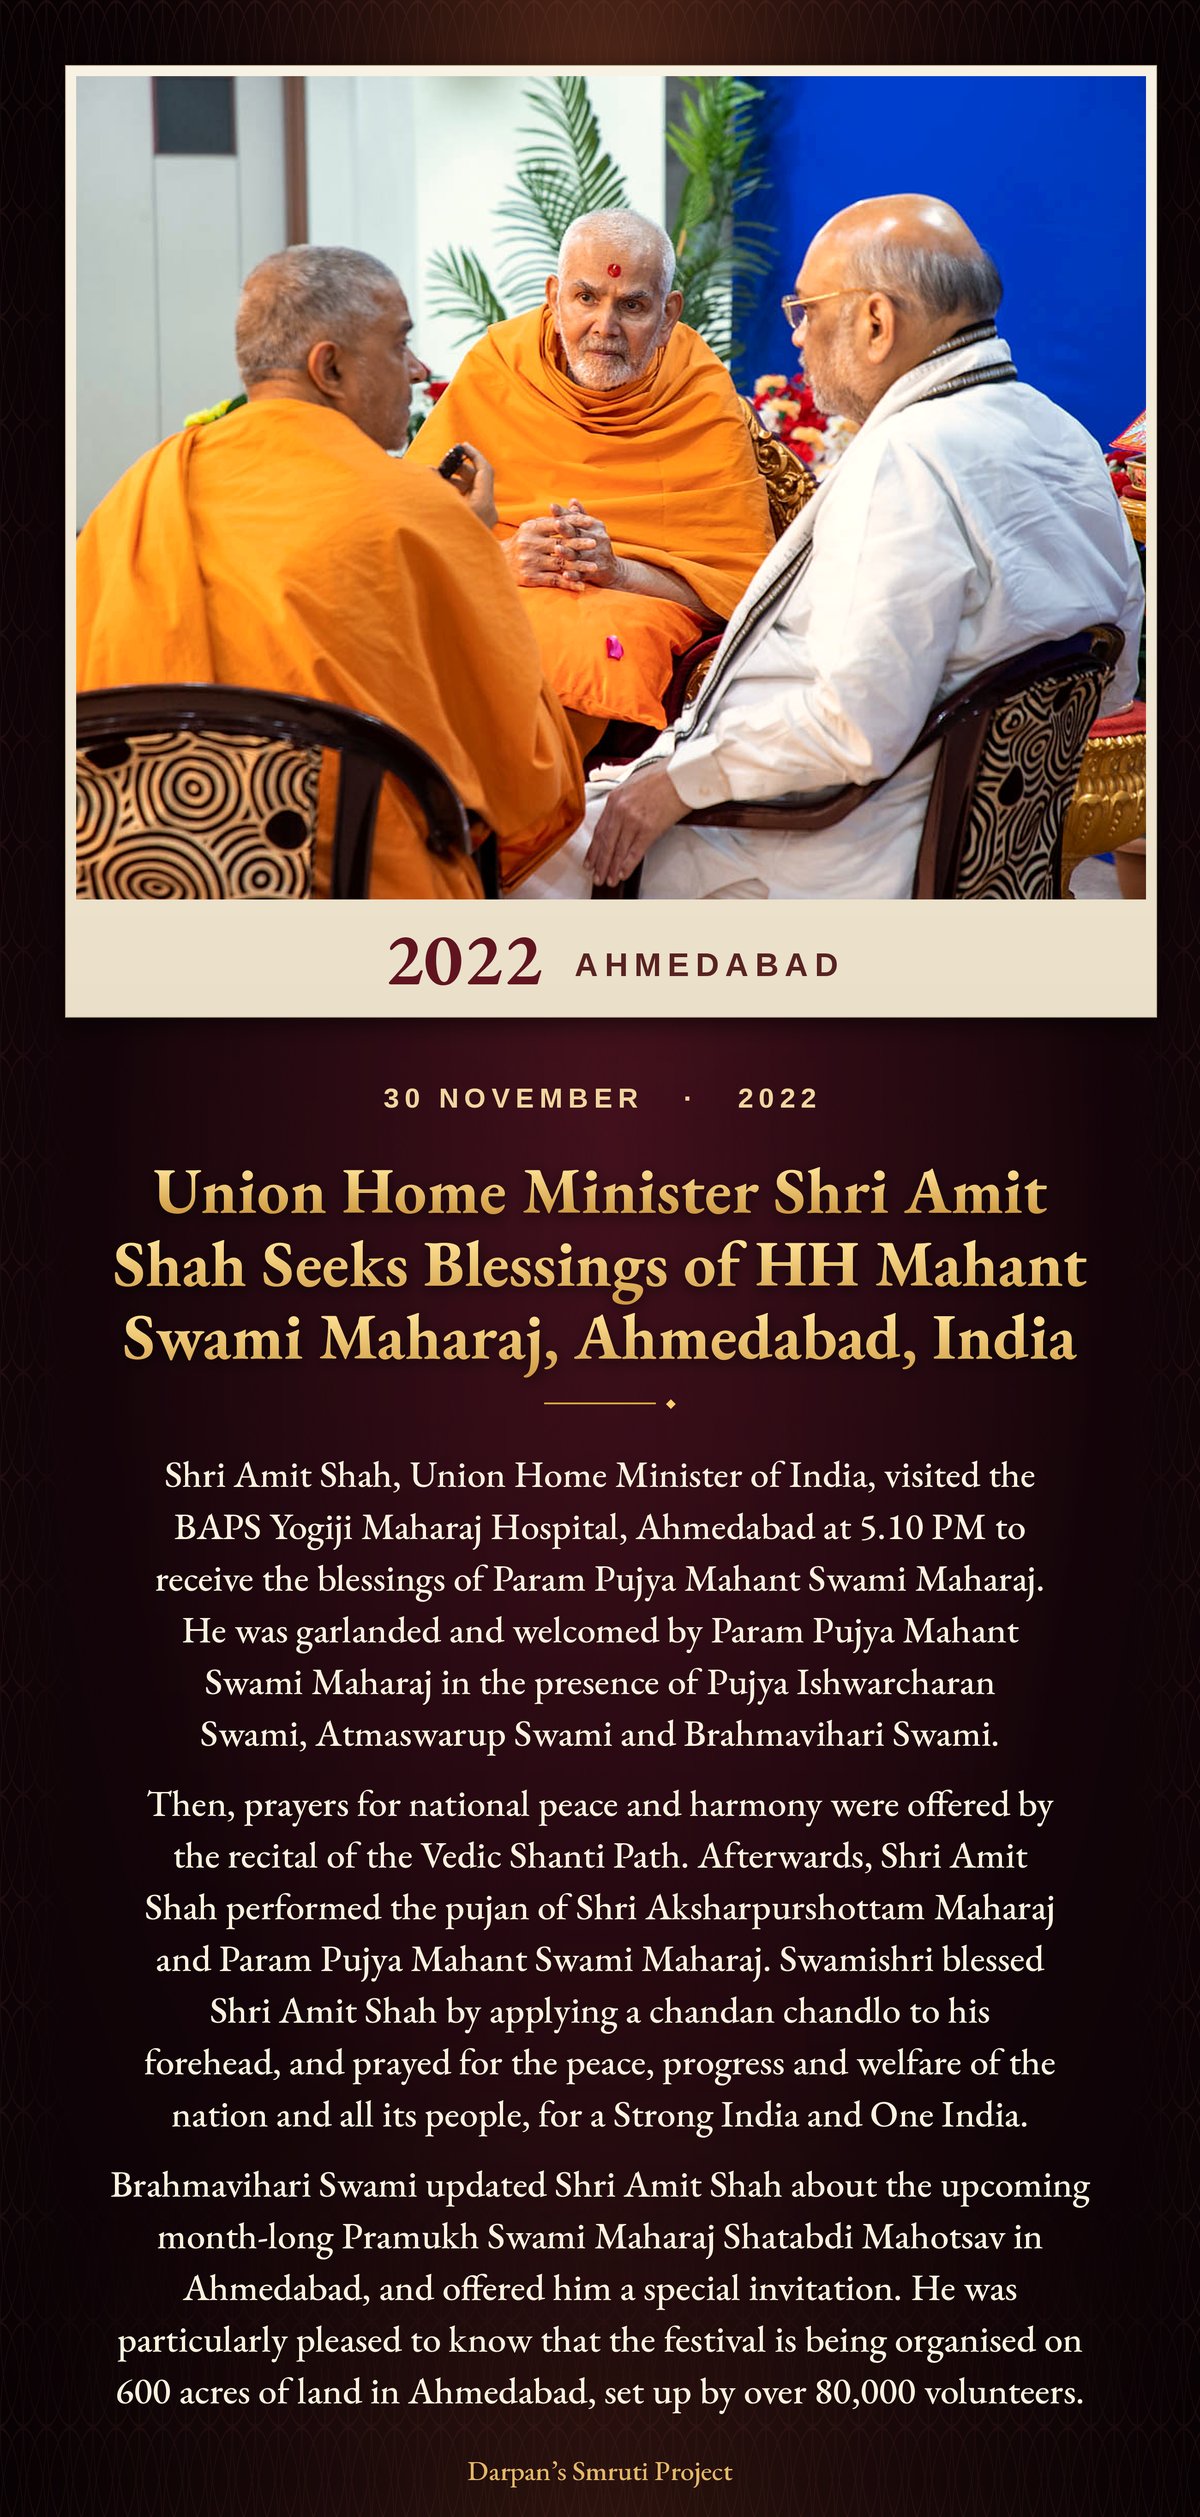 2022 AHMEDABAD
30 NOVEMBER · 2022
Union Home Minister Shri Amit
Shah Seeks Blessings of HH Mahant
Swami Maharaj, Ahmedabad, India
Shri Amit Shah, Union Home Minister of India, visited the
BAPS Yogiji Maharaj Hospital, Ahmedabad at 5.10 PM to
receive the blessings of Param Pujya Mahant Swami Maharaj.
He was garlanded and welcomed by Param Pujya Mahant
Swami Maharaj in the presence of Pujya Ishwarcharan
Swami, Atmaswarup Swami and Brahmavihari Swami.
Then, prayers for national peace and harmony were offered by
the recital of the Vedic Shanti Path. Afterwards, Shri Amit
Shah performed the pujan of Shri Aksharpurshottam Maharaj
and Param Pujya Mahant Swami Maharaj. Swamishri blessed
Shri Amit Shah by applying a chandan chandlo to his
forehead, and prayed for the peace, progress and welfare of the
nation and all its people, for a Strong India and One India.
Brahmavihari Swami updated Shri Amit Shah about the upcoming
month-long Pramukh Swami Maharaj Shatabdi Mahotsav in
Ahmedabad, and offered him a special invitation. He was
particularly pleased to know that the festival is being organised on
600 acres of land in Ahmedabad, set up by over 80,000 volunteers.
Darpan’s Smruti Project